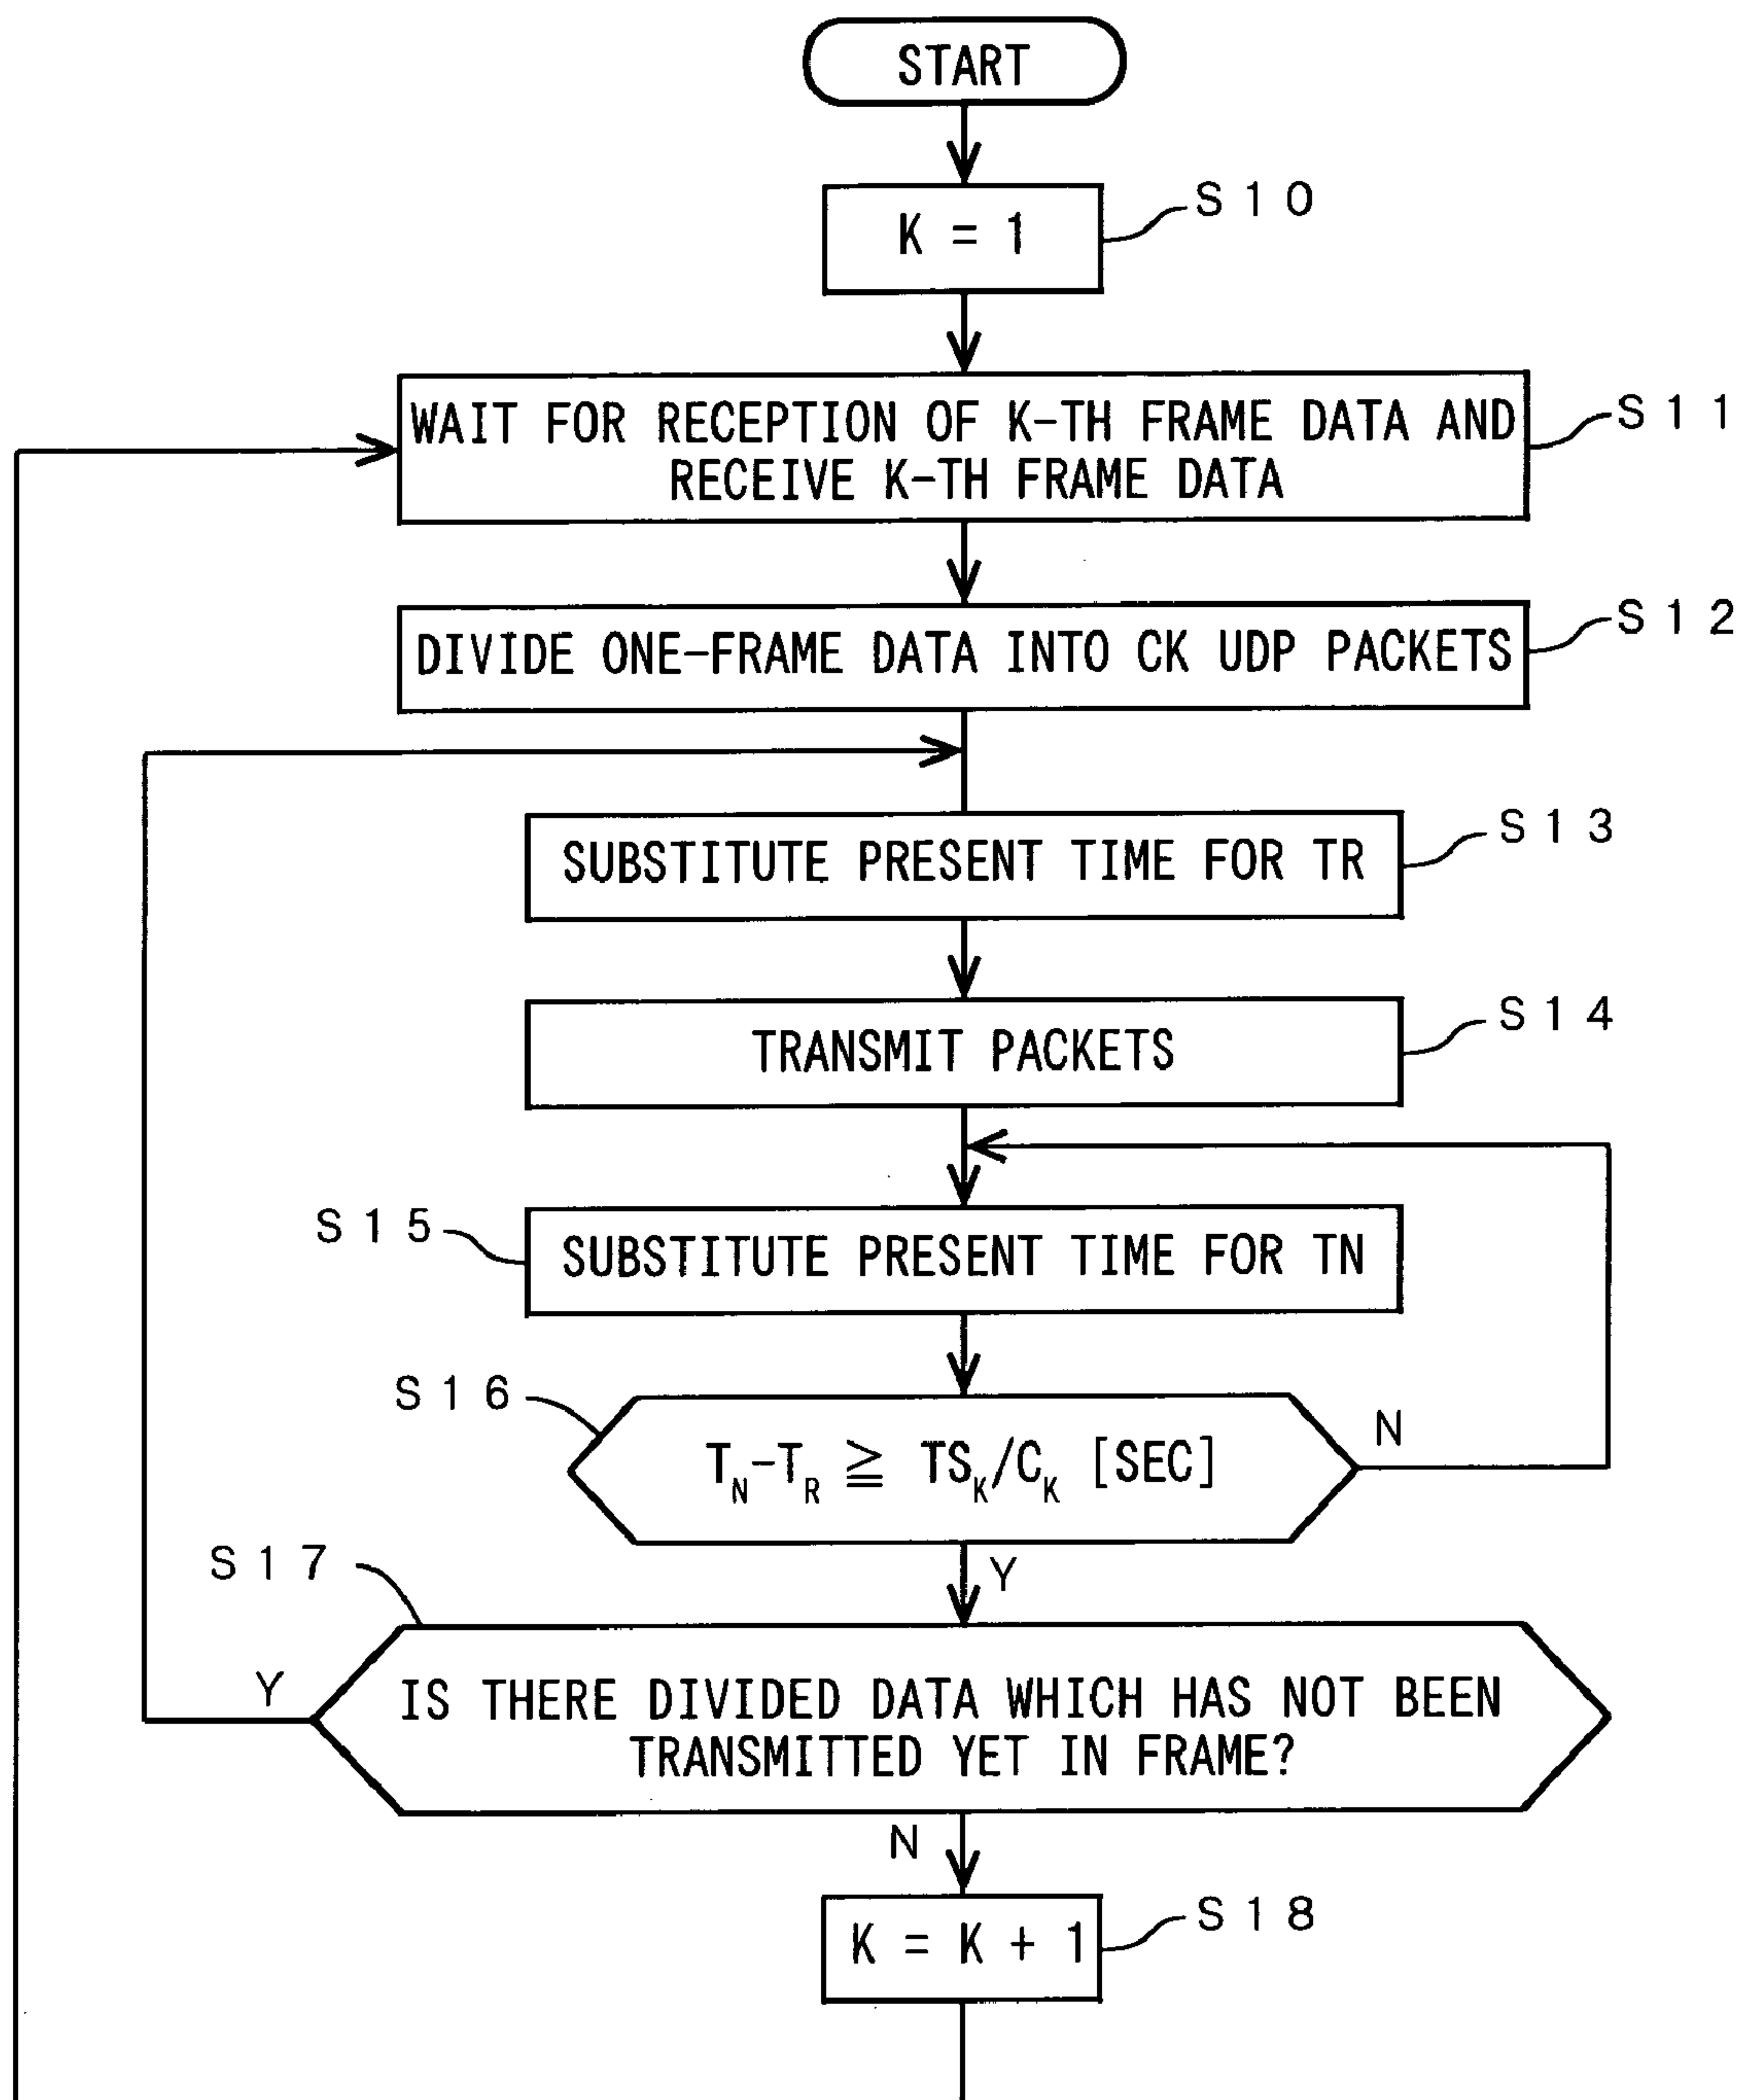 START
K = 1
S10
WAIT FOR RECEPTION OF K-TH FRAME DATA AND
RECEIVE K-TH FRAME DATA
S11
DIVIDE ONE-FRAME DATA INTO CK UDP PACKETS
S12
SUBSTITUTE PRESENT TIME FOR TR
S13
TRANSMIT PACKETS
S14
S15
SUBSTITUTE PRESENT TIME FOR TN
S16
T_N-T_R ≧ TS_K/C_K [SEC]
N
Y
S17
Y
IS THERE DIVIDED DATA WHICH HAS NOT BEEN
TRANSMITTED YET IN FRAME?
N
K = K + 1
S18